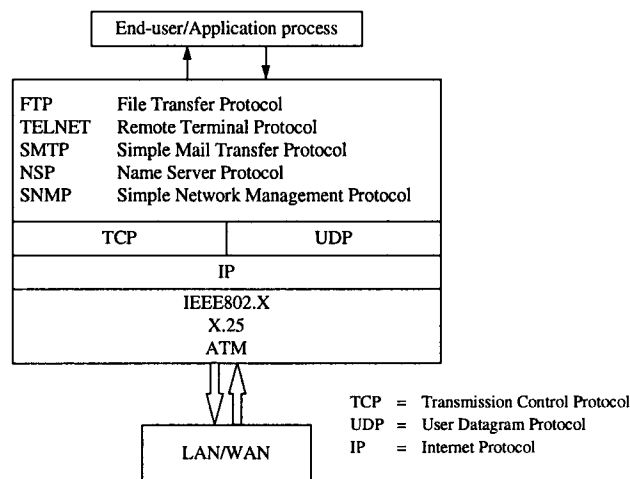 End-user/Application process
FTP File Transfer Protocol
TELNET Remote Terminal Protocol
SMTP Simple Mail Transfer Protocol
NSP Name Server Protocol
SNMP Simple Network Management Protocol
TCP UDP
IP
IEEE802.X
X.25
ATM
LAN/WAN
TCP = Transmission Control Protocol
UDP = User Datagram Protocol
IP = Internet Protocol